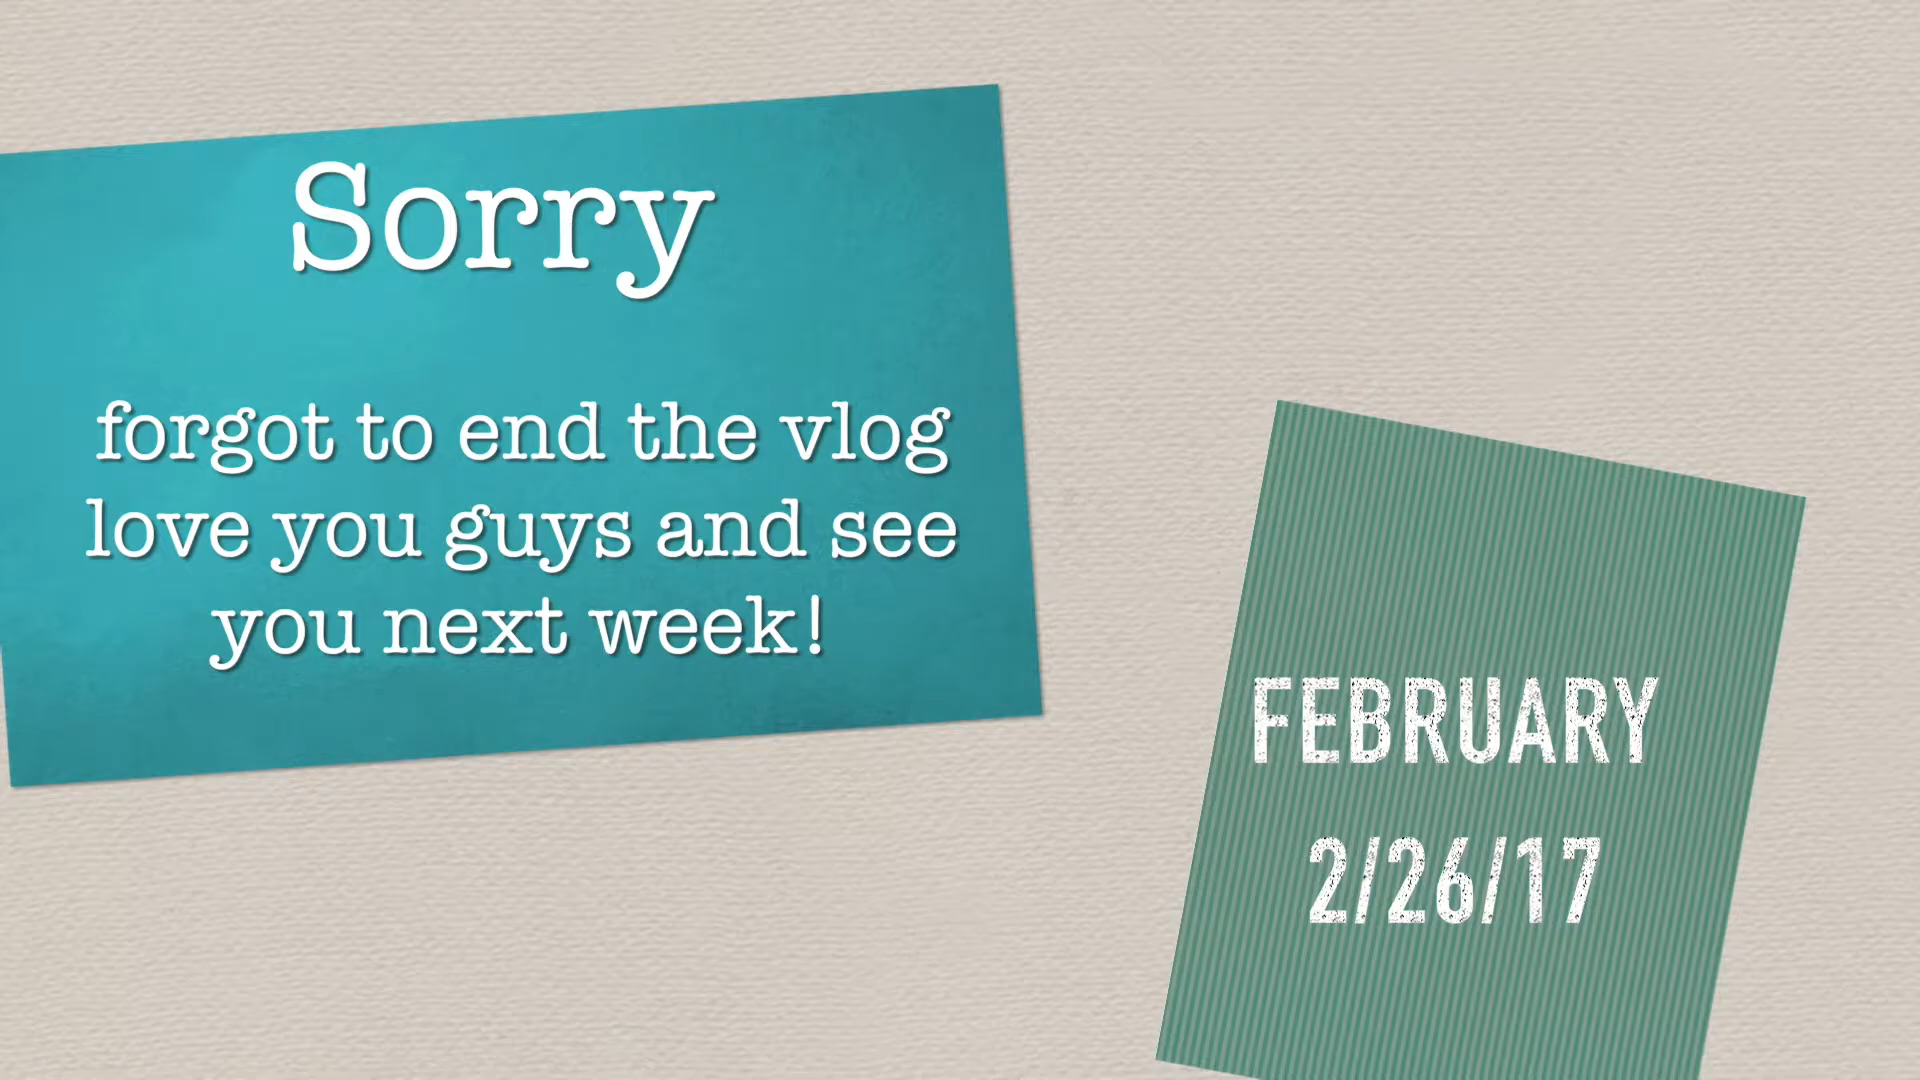 Sorry
forgot to end the vlog
love you guys and see
you next week!
FEBRUARY
2/26/17